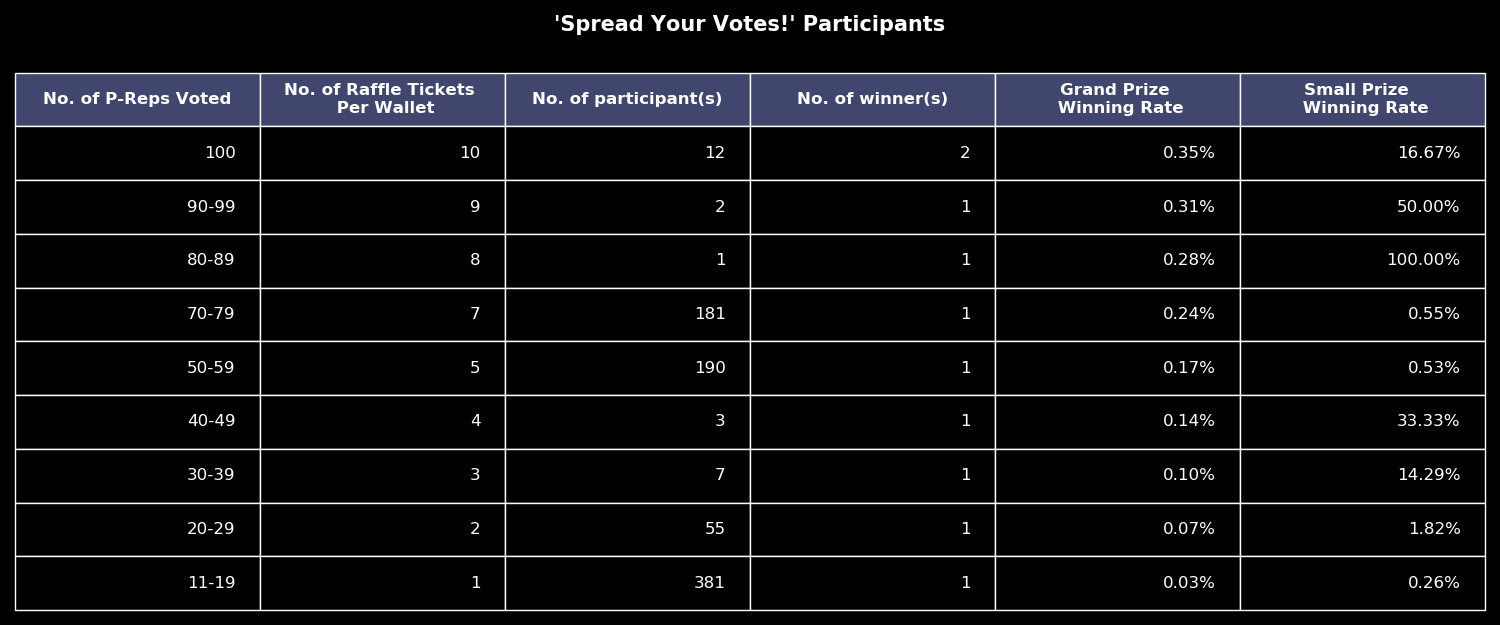 'Spread Your Votes!' Participants
No. of P-Reps Voted No. of Raffle Tickets Per Wallet No. of participant(s) No. of winner(s) Grand Prize Winning Rate Small Prize Winning Rate
100 10 12 2 0.35% 16.67%
90-99 9 2 1 0.31% 50.00%
80-89 8 1 1 0.28% 100.00%
70-79 7 181 1 0.24% 0.55%
50-59 5 190 1 0.17% 0.53%
40-49 4 3 1 0.14% 33.33%
30-39 3 7 1 0.10% 14.29%
20-29 2 55 1 0.07% 1.82%
11-19 1 381 1 0.03% 0.26%